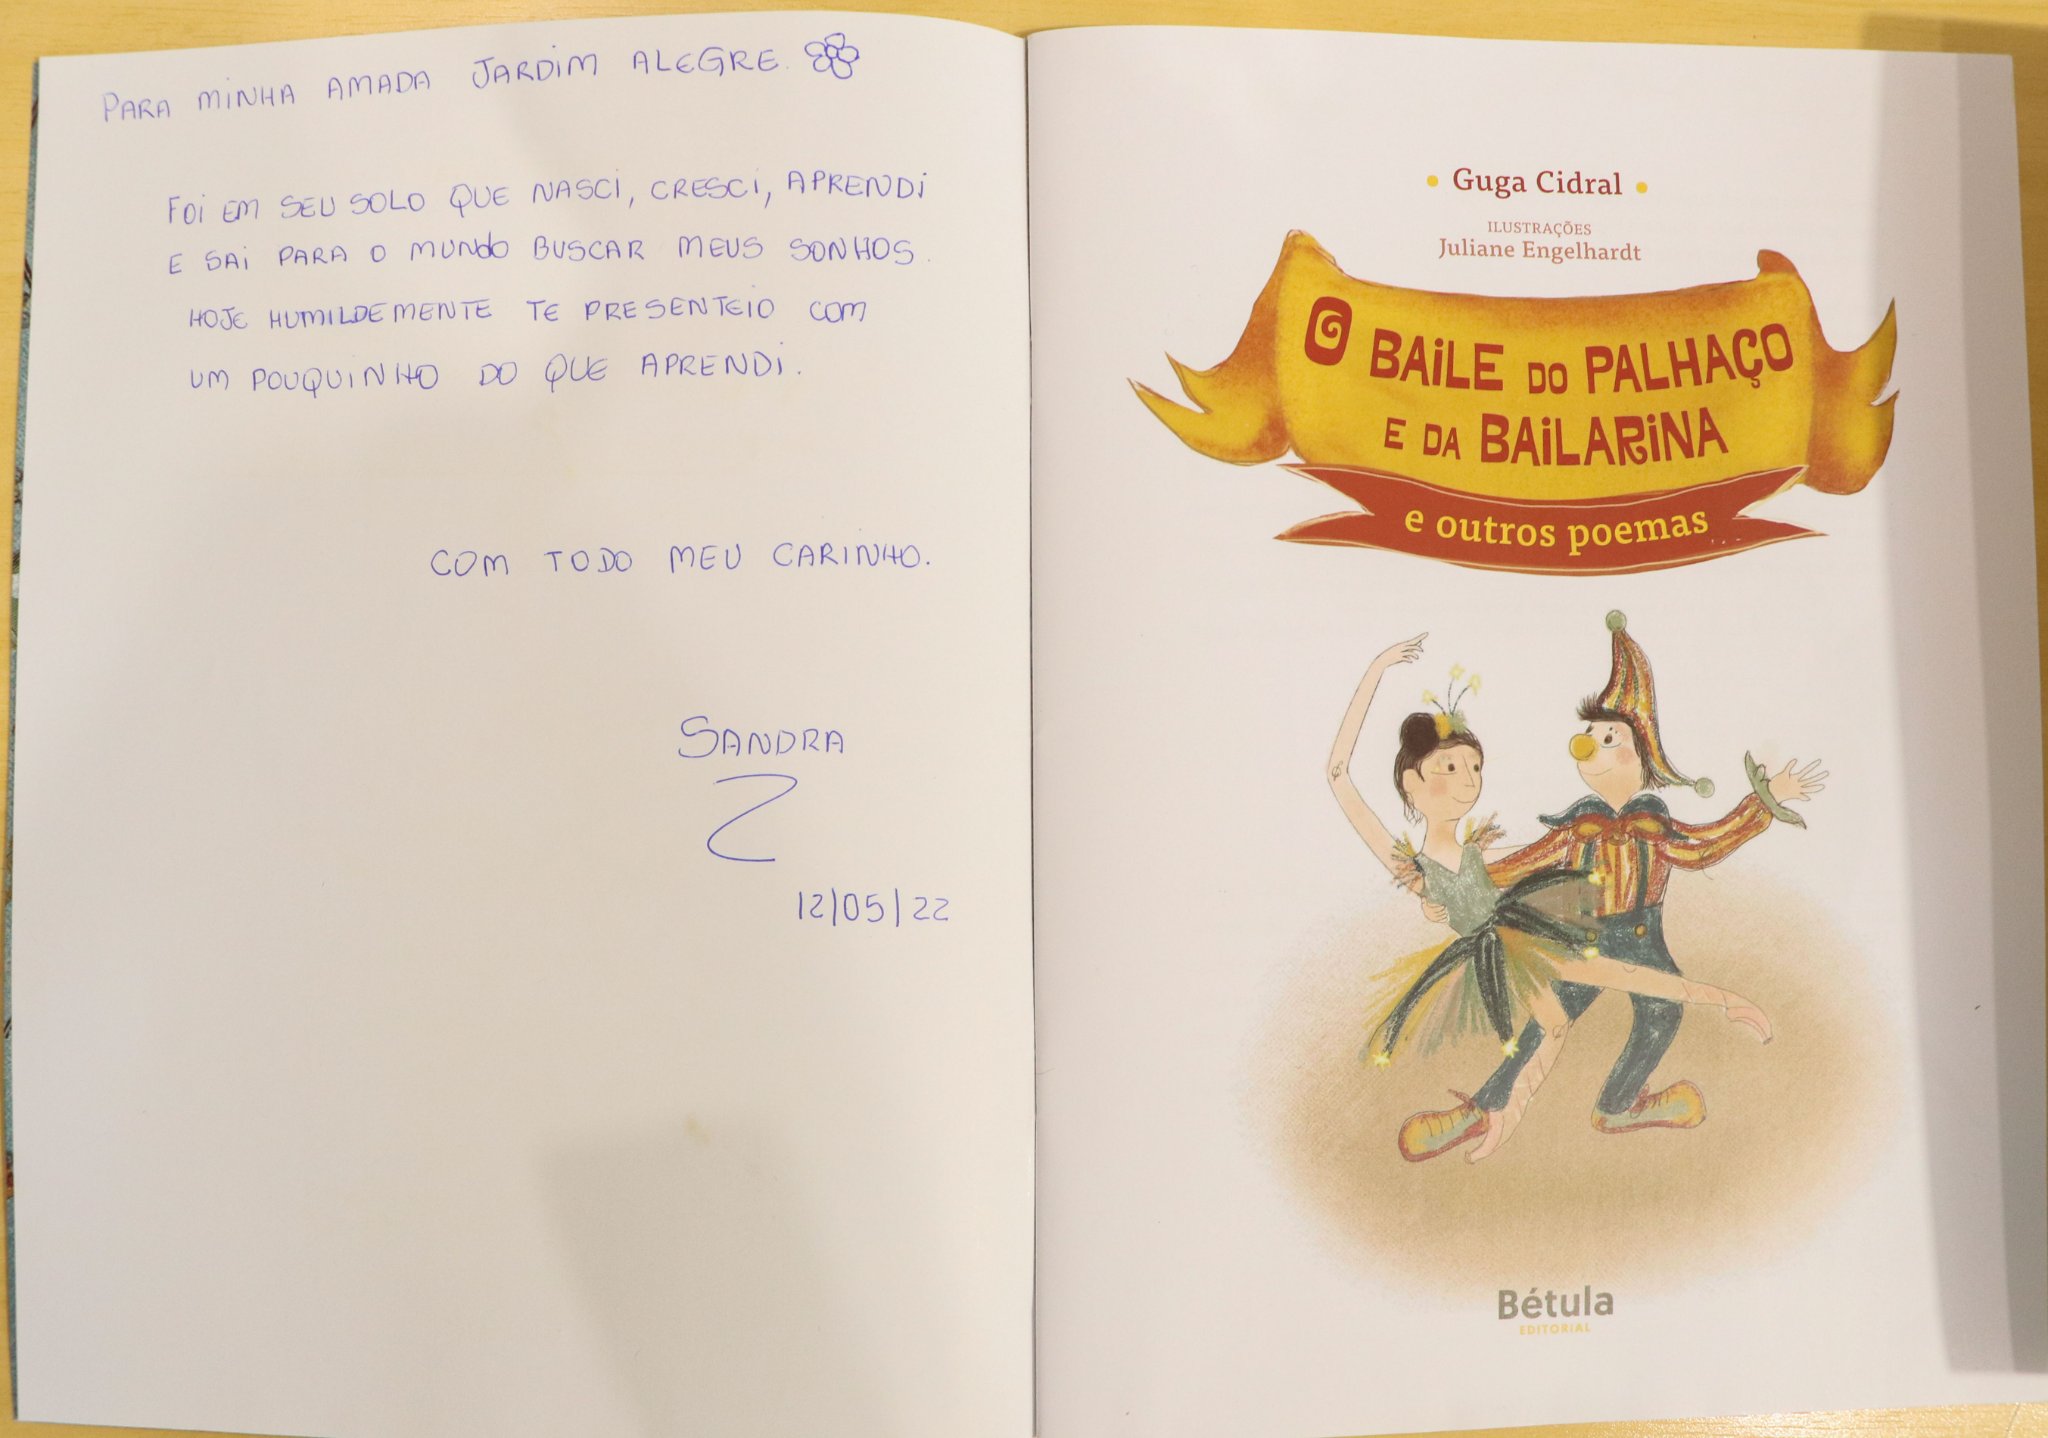 PARA MINHA AMADA JARDIM ALEGRE.
FOI EM SEU SOLO QUE NASCI, CRESCI, APRENDI
E SAI PARA O MUNDO BUSCAR MEUS SONHOS.
HOJE HUMILDEMENTE TE PRESENTEIO COM
UM POUQUINHO DO QUE APRENDI.
COM TODO MEU CARINHO.
SANDRA
12/05/22
Guga Cidral
ILUSTRAÇÕES
Juliane Engelhardt
O BAILE DO PALHAÇO
E DA BAILARINA
e outros poemas
Bétula
EDITORIAL